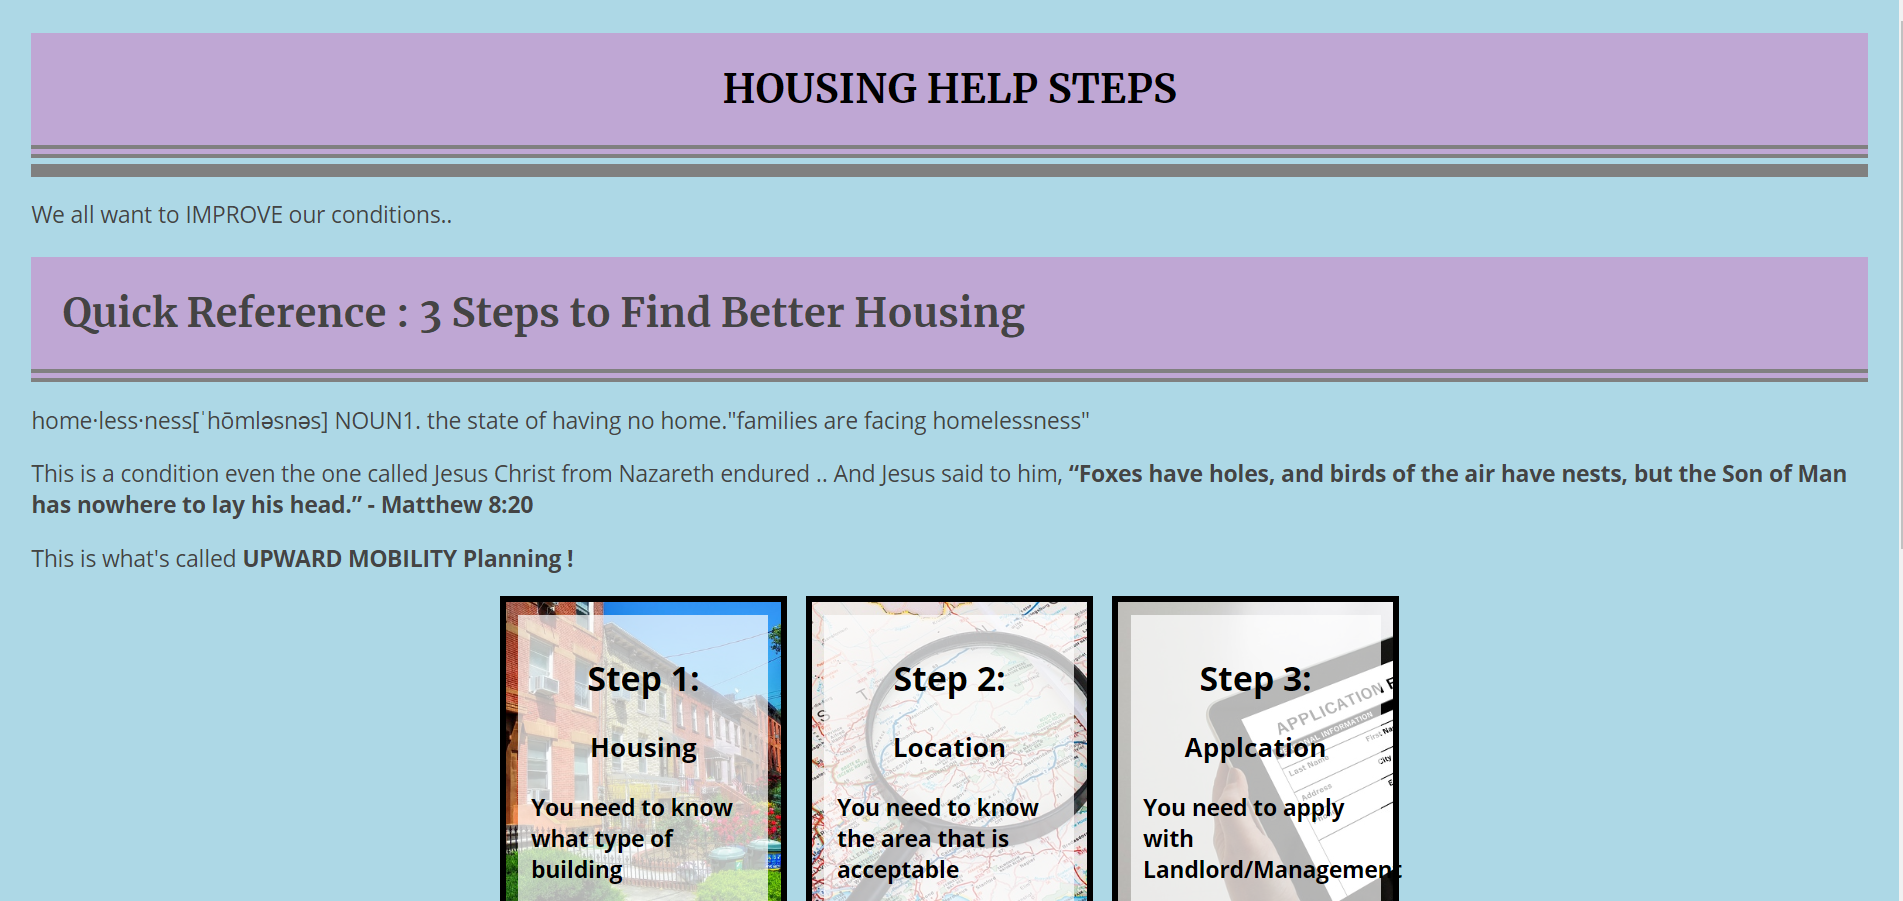 HOUSING HELP STEPS
We all want to IMPROVE our conditions..
Quick Reference : 3 Steps to Find Better Housing
home·less·ness[ˈhōmləsnəs] NOUN1. the state of having no home."families are facing homelessness"
This is a condition even the one called Jesus Christ from Nazareth endured .. And Jesus said to him, “Foxes have holes, and birds of the air have nests, but the Son of Man
has nowhere to lay his head.” - Matthew 8:20
This is what's called UPWARD MOBILITY Planning !
Step 1:
Housing
You need to know
what type of
building
Step 2:
Location
You need to know
the area that is
acceptable
Step 3:
Applcation
You need to apply
with
Landlord/Management
APPLICATION
Last Name
Address
City